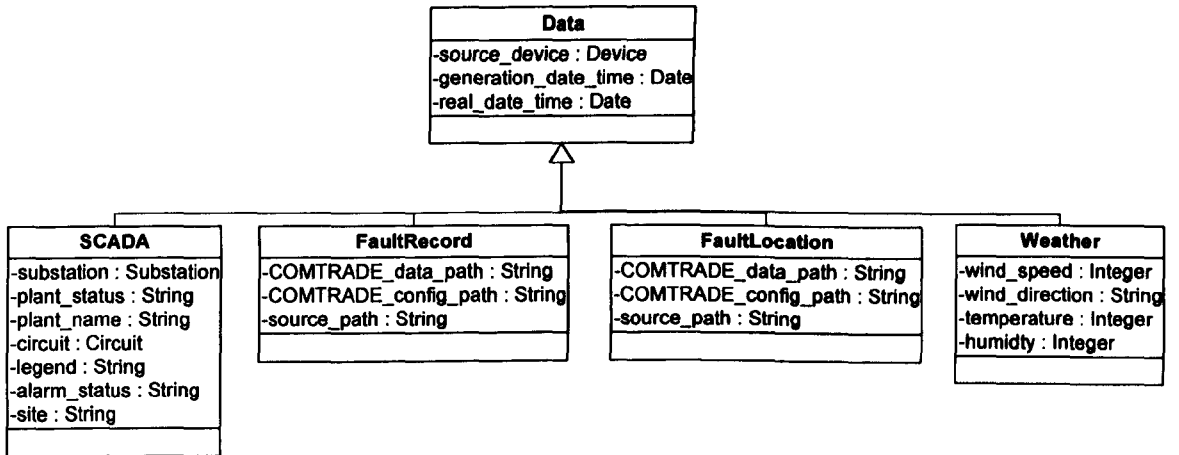 Data
-source_device : Device
-generation_date_time : Date
-real_date_time : Date
SCADA
-substation : Substation
-plant_status : String
-plant_name : String
-circuit : Circuit
-legend : String
-alarm_status : String
-site : String
FaultRecord
-COMTRADE_data_path : String
-COMTRADE_config_path : String
-source_path : String
FaultLocation
-COMTRADE_data_path : String
-COMTRADE_config_path : String
-source_path : String
Weather
-wind_speed : Integer
-wind_direction : String
-temperature : Integer
-humidty : Integer